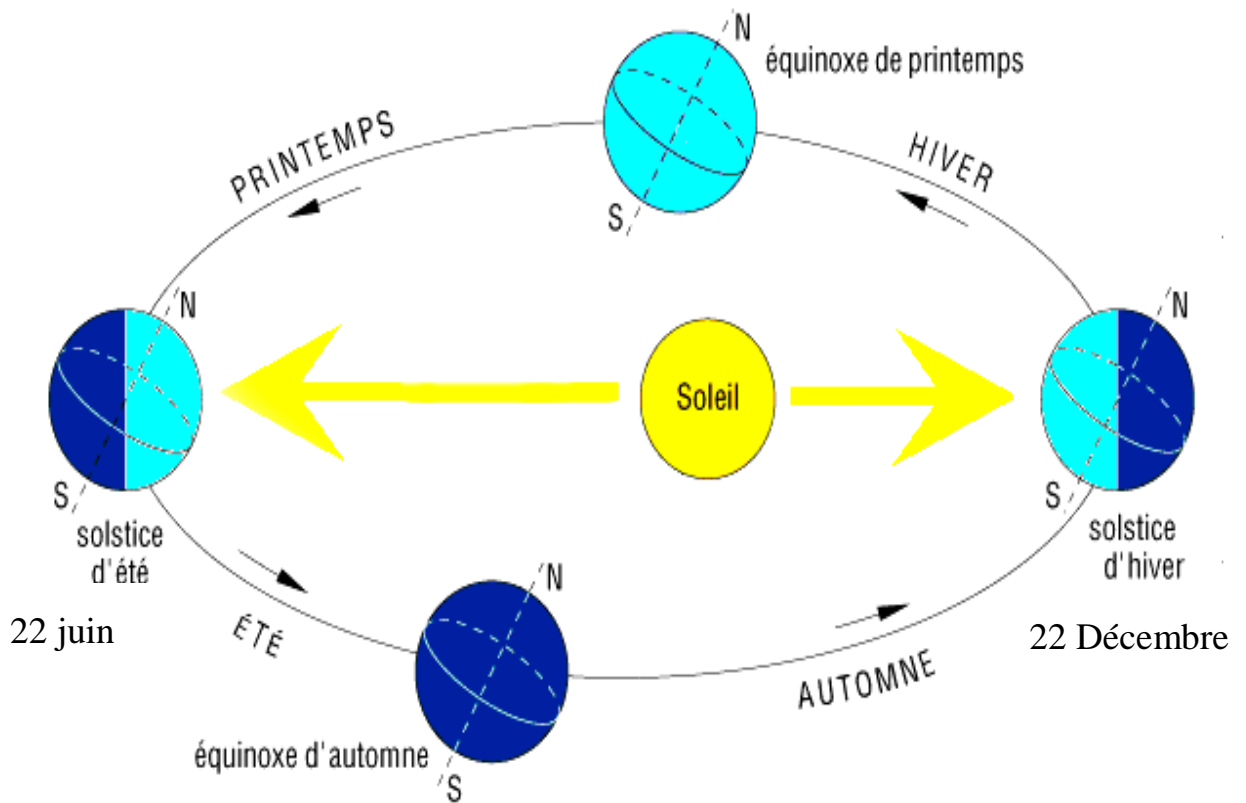 N
équinoxe de printemps
PRINTEMPS
HIVER
S
N
N
Soleil
S
S
solstice
d'été
solstice
d'hiver
22 juin
ÉTÉ
N
22 Décembre
AUTOMNE
équinoxe d'automne
S